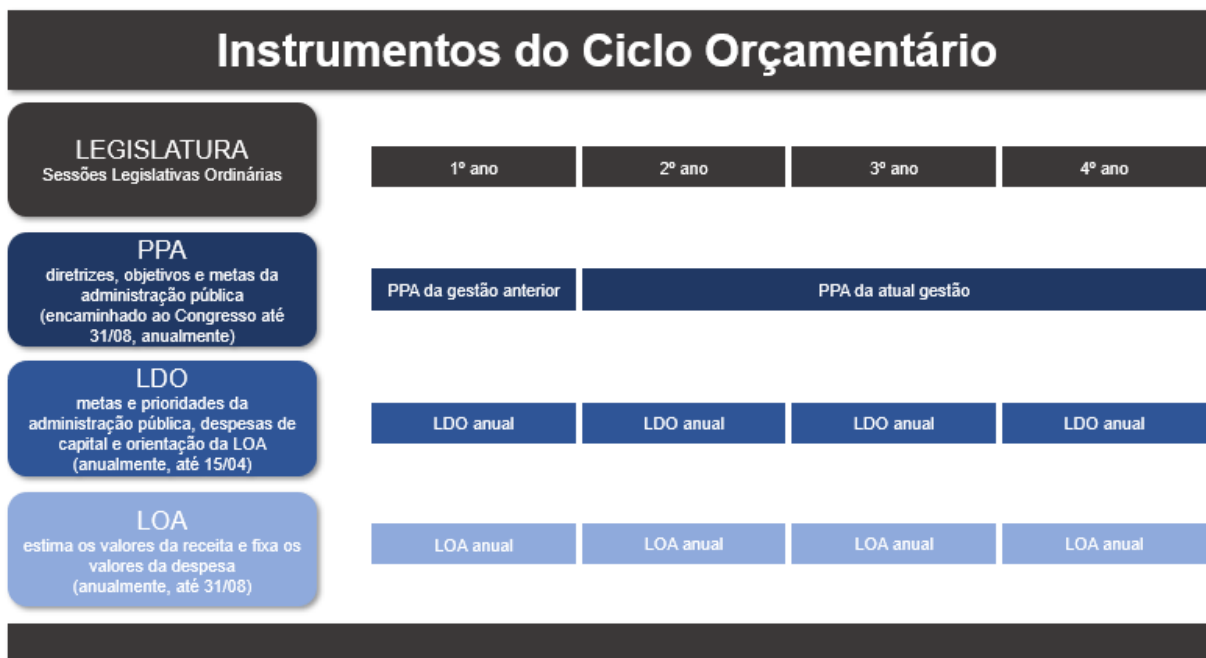 Instrumentos do Ciclo Orçamentário
LEGISLATURA
Sessões Legislativas Ordinárias
1º ano
2º ano
3º ano
4º ano
PPA
diretrizes, objetivos e metas da
administração pública
(encaminhado ao Congresso até
31/08, anualmente)
PPA da gestão anterior
PPA da atual gestão
LDO
metas e prioridades da
administração pública, despesas de
capital e orientação da LOA
(anualmente, até 15/04)
LDO anual
LDO anual
LDO anual
LDO anual
LOA
estima os valores da receita e fixa os
valores da despesa
(anualmente, até 31/08)
LOA anual
LOA anual
LOA anual
LOA anual